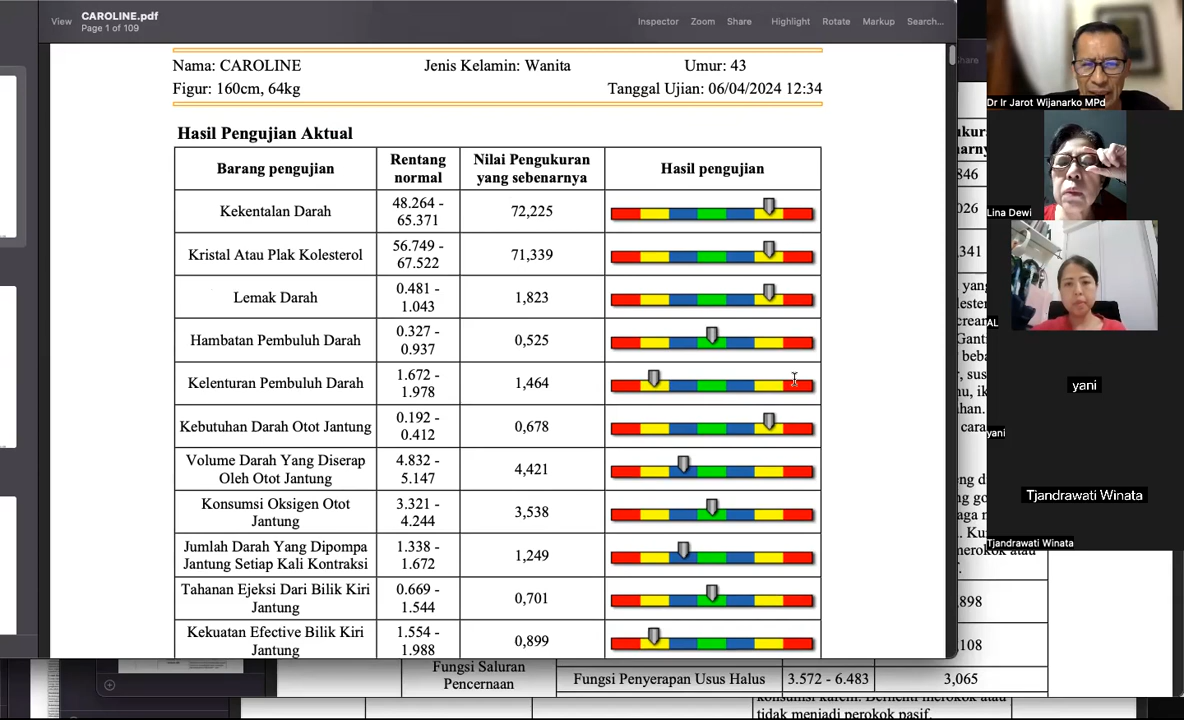 View
CAROLINE.pdf
Page 1 of 109
Inspector
Zoom
Share
Highlight
Rotate
Markup
Search...
Nama: CAROLINE
Jenis Kelamin: Wanita
Umur: 43
Figur: 160cm, 64kg
Tanggal Ujian: 06/04/2024 12:34
Hasil Pengujian Aktual
Barang pengujian
Rentang
normal
Nilai Pengukuran
yang sebenarnya
Hasil pengujian
Kekentalan Darah
48.264 -
65.371
72,225
Kristal Atau Plak Kolesterol
56.749 -
67.522
71,339
Lemak Darah
0.481 -
1.043
1,823
Hambatan Pembuluh Darah
0.327 -
0.937
0,525
Kelenturan Pembuluh Darah
1.672 -
1.978
1,464
Kebutuhan Darah Otot Jantung
0.192 -
0.412
0,678
Volume Darah Yang Diserap
Oleh Otot Jantung
4.832 -
5.147
4,421
Konsumsi Oksigen Otot
Jantung
3.321 -
4.244
3,538
Jumlah Darah Yang Dipompa
Jantung Setiap Kali Kontraksi
1.338 -
1.672
1,249
Tahanan Ejeksi Dari Bilik Kiri
Jantung
0.669 -
1.544
0,701
Kekuatan Efective Bilik Kiri
Jantung
1.554 -
1.988
0,899
Fungsi Saluran
Pencernaan
Fungsi Penyerapan Usus Halus
3.572 - 6.483
3,065
tidak menjadi perokok pasif.
Dr Ir Jarot Wijanarko MPd
Lina Dewi
AL
yani
yani
Tjandrawati Winata
Tjandrawati Winata